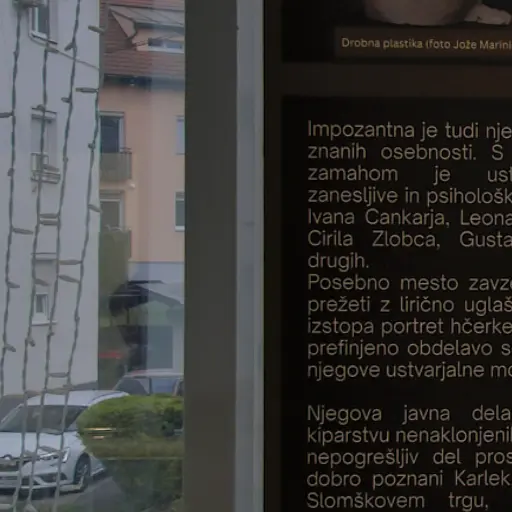 Drobna plastika (foto Jože Marini
Impozantna je tudi nje
znanih osebnosti. S
zamahom je ust
zanesljive in psihološk
Ivana Cankarja, Leona
Cirila Zlobca, Gusta
drugih.
Posebno mesto zavze
prežeti z lirično uglaš
izstopa portret hčerke
prefinjeno obdelavo s
njegove ustvarjalne mo
Njegova javna dela
kiparstvu nenaklonjenih
nepogrešljiv del pros
dobro poznani Karlek
Slomškovem trgu,